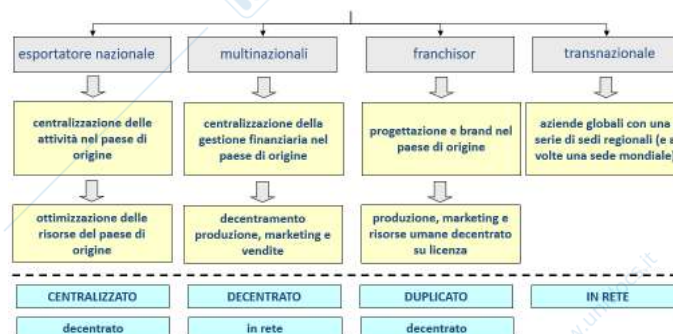 esportatore nazionale
multinazionali
franchisor
transnazionale
centralizzazione delle
attività nel paese di
origine
centralizzazione della
gestione finanziaria nel
paese di origine
progettazione e brand nel
paese di origine
aziende globali con una
serie di sedi regionali (e a
volte una sede mondiale)
ottimizzazione delle
risorse del paese di
origine
decentramento
produzione, marketing e
vendite
produzione, marketing e
risorse umane decentrato
su licenza
CENTRALIZZATO
DECENTRATO
DUPLICATO
IN RETE
decentrato
in rete
decentrato